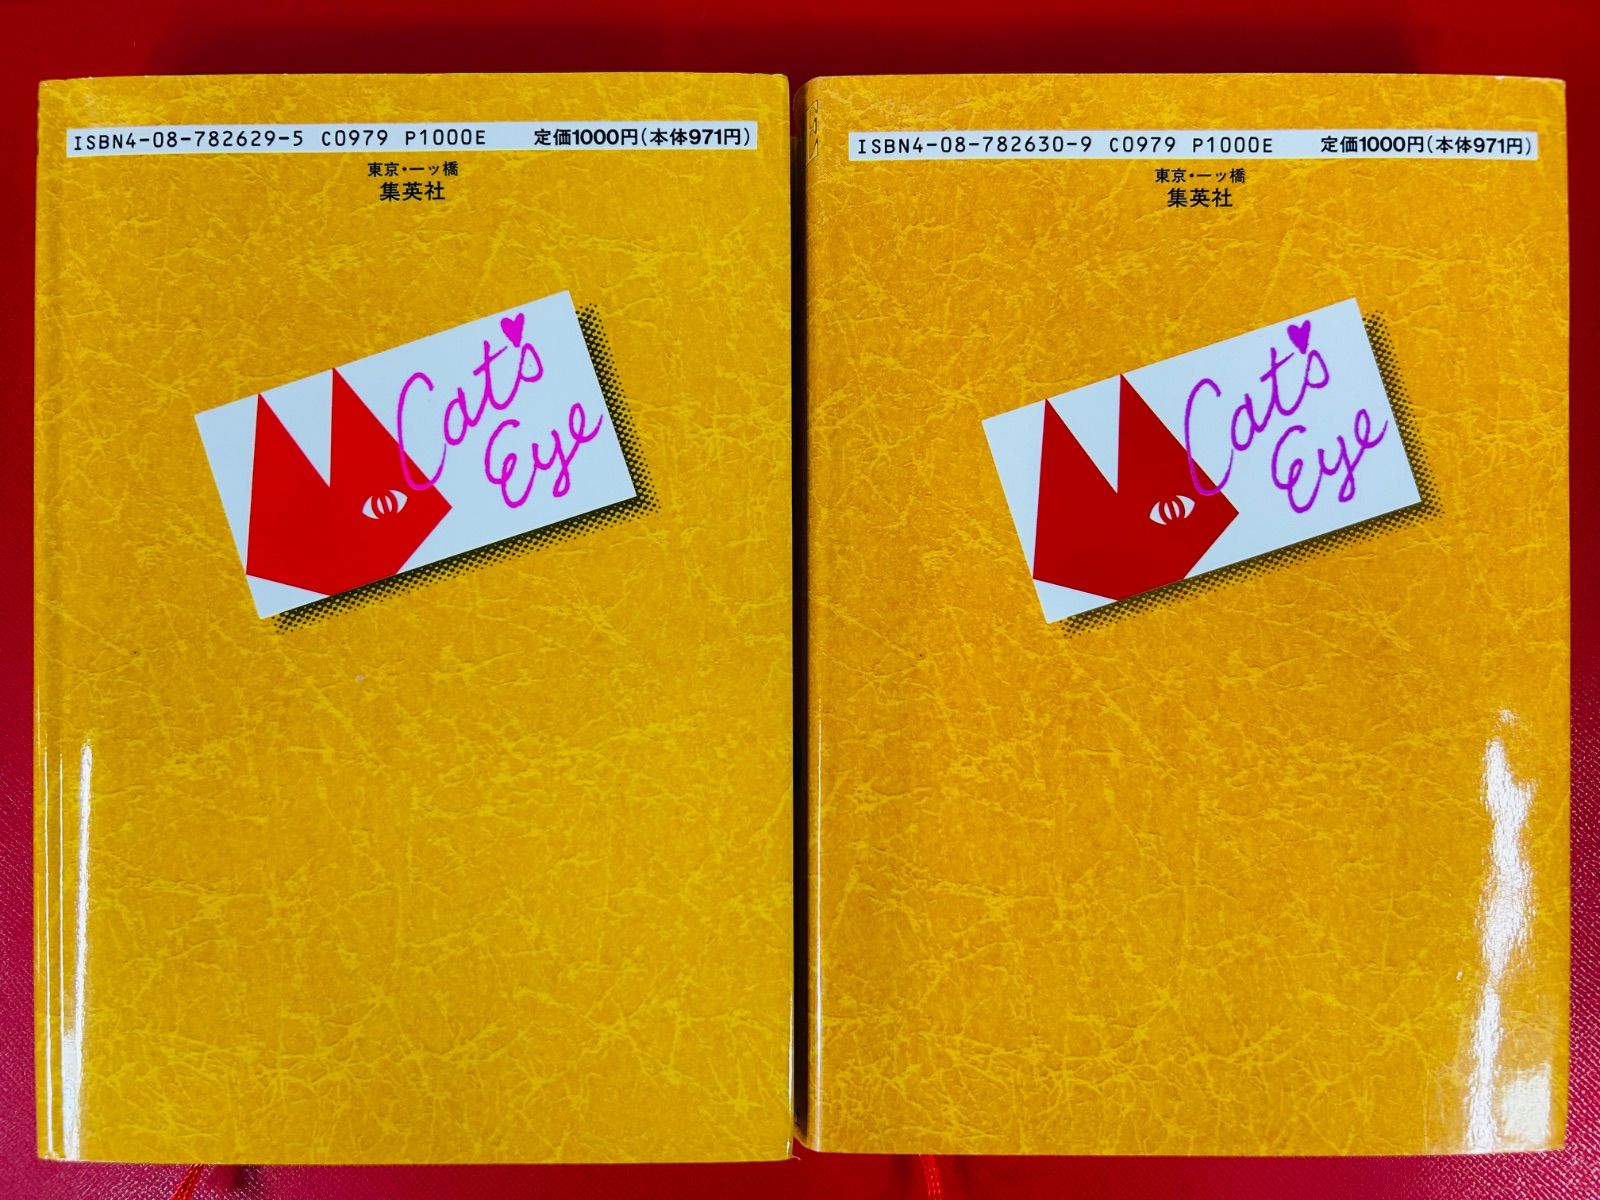 ISBN4-08-782629-5 C0979 P1000E 定価1000円(本体971円)
東京・一ッ橋
集英社
Cat's
Eye
ISBN4-08-782630-9 C0979 P1000E 定価1000円(本体971円)
東京・一ッ橋
集英社
Cat's
Eye